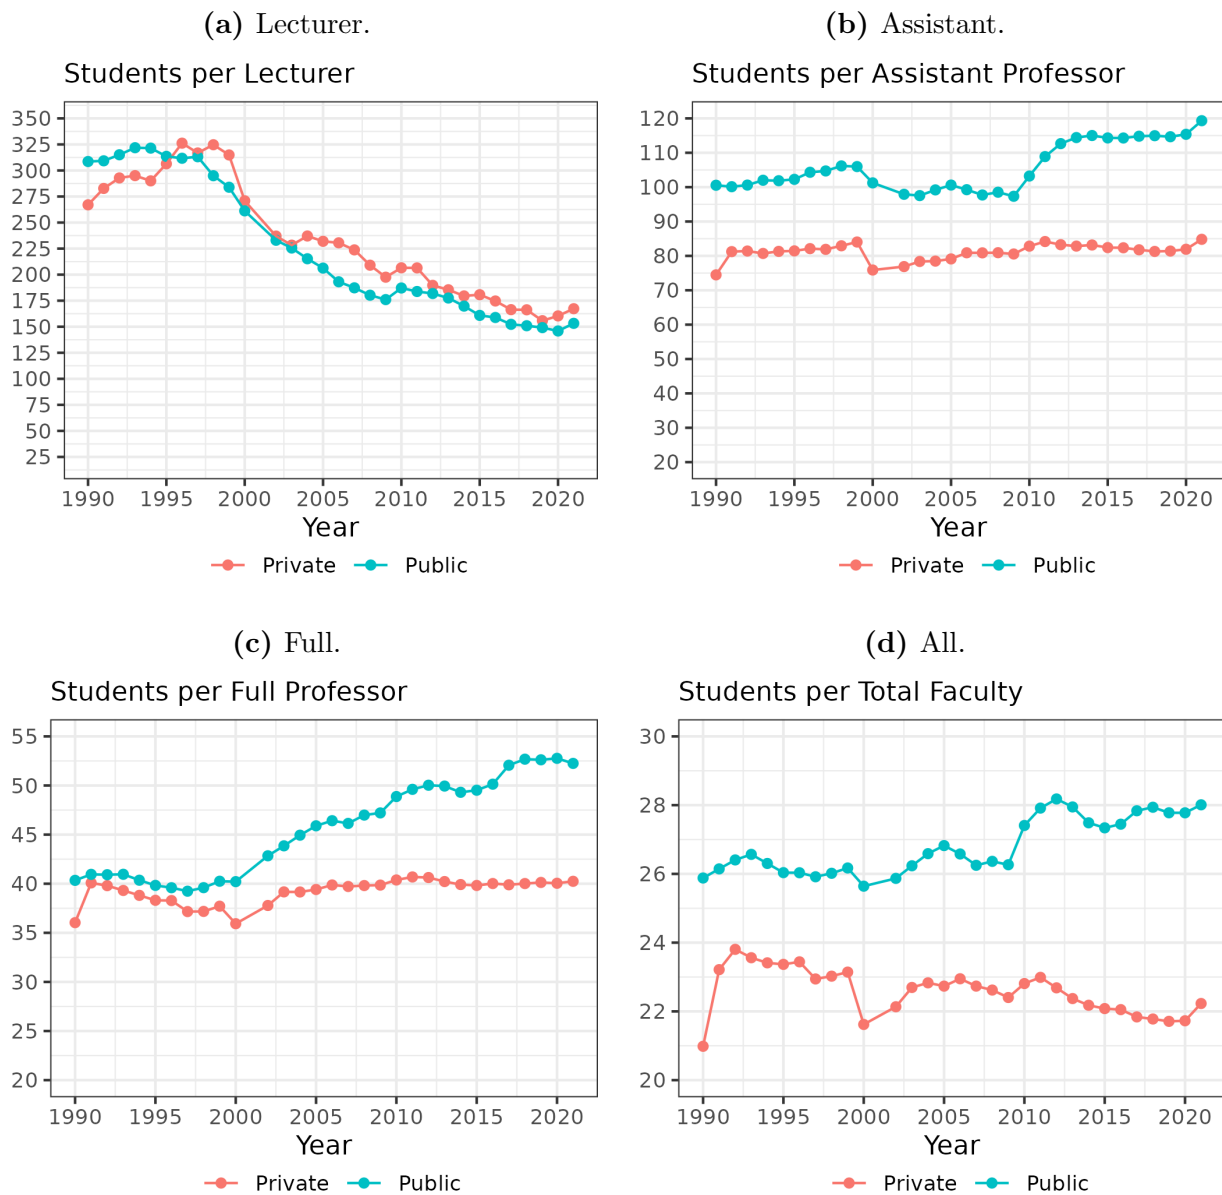 (a) Lecturer.
Students per Lecturer
350
325
300
275
250
225
200
175
150
125
100
75
50
25
1990 1995 2000 2005 2010 2015 2020
Year
Private Public
(b) Assistant.
Students per Assistant Professor
120
110
100
90
80
70
60
50
40
30
20
1990 1995 2000 2005 2010 2015 2020
Year
Private Public
(c) Full.
Students per Full Professor
55
50
45
40
35
30
25
20
1990 1995 2000 2005 2010 2015 2020
Year
Private Public
(d) All.
Students per Total Faculty
30
28
26
24
22
20
1990 1995 2000 2005 2010 2015 2020
Year
Private Public